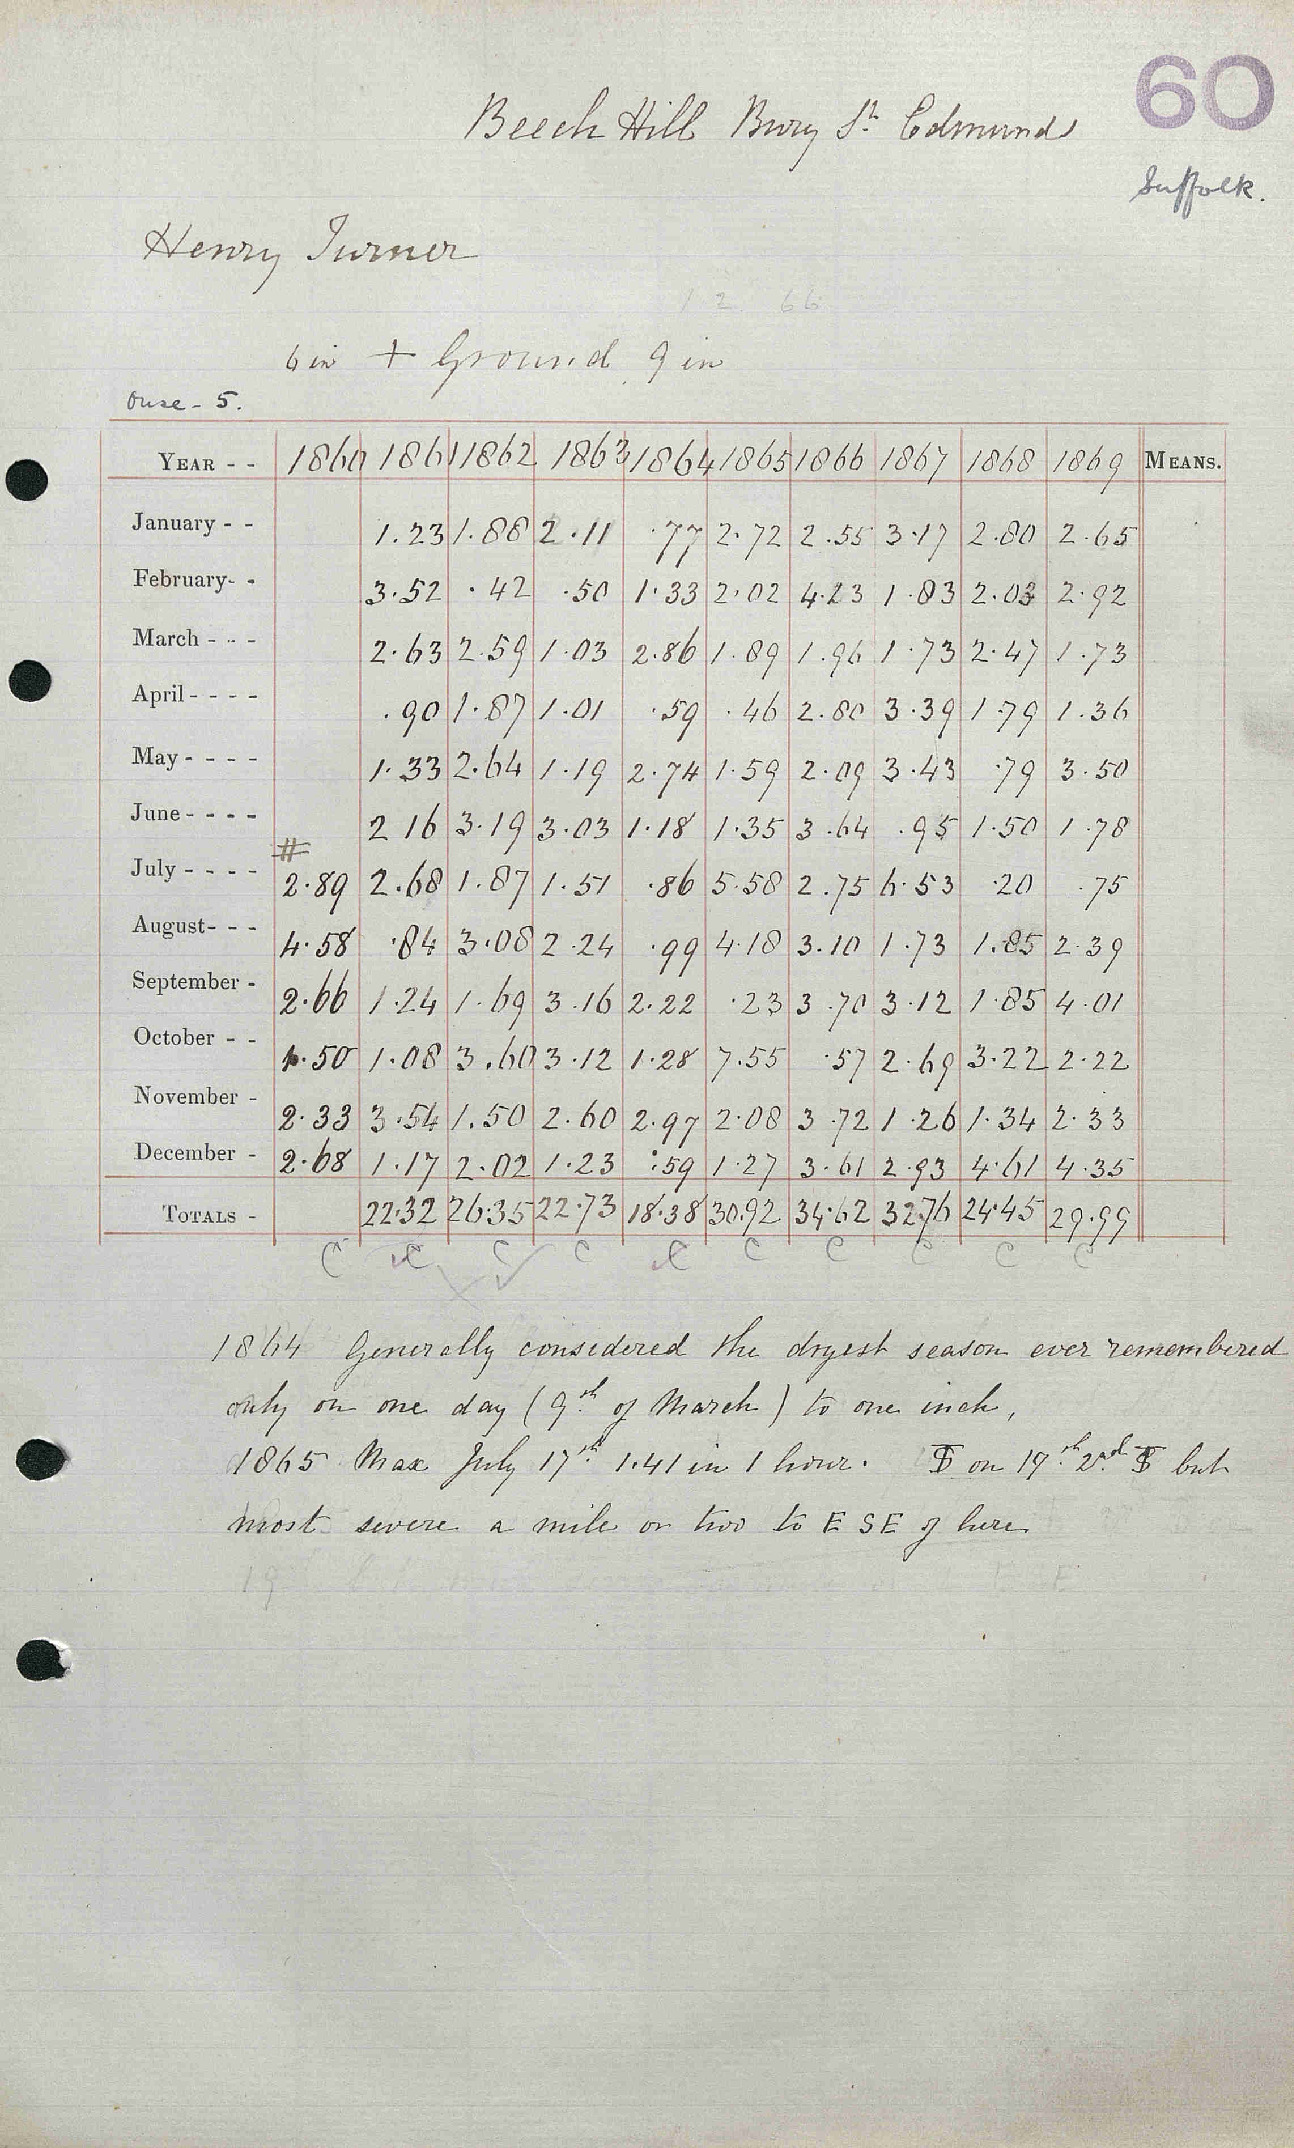 60
Beech Hill Bury St. Edmunds
Suffolk.
Henry Turner
12 66
6 in + Ground 9 in
Ouse - 5.
YEAR - - 1860 1861 1862 1863 1864 1865 1866 1867 1868 1869 MEANS.
January - - 1.23 1.88 2.11 .77 2.72 2.55 3.17 2.80 2.65
February- - 3.52 .42 .50 1.33 2.02 4.23 1.83 2.03 2.92
March - - - 2.63 2.59 1.03 2.86 1.89 1.96 1.73 2.47 1.73
April - - - - .90 1.87 1.01 .59 .46 2.80 3.39 1.79 1.36
May - - - - 1.33 2.64 1.19 2.74 1.59 2.09 3.43 .79 3.50
June - - - - 2 16 3.19 3.03 1.18 1.35 3.64 .95 1.50 1.78
#
July - - - - 2.89 2.68 1.87 1.51 .86 5.58 2.75 6.53 .20 .75
August- - - 4.58 .84 3.08 2.24 .99 4.18 3.10 1.73 1.85 2.39
September - 2.66 1.24 1.69 3.16 2.22 .23 3.70 3.12 1.85 4.01
October - - 1.50 1.08 3.60 3.12 1.28 7.55 .57 2.69 3.22 2.22
November - 2.33 3.54 1.50 2.60 2.97 2.08 3.72 1.26 1.34 2.33
December - 2.68 1.17 2.02 1.23 .59 1.27 3.61 2.93 4.61 4.35
TOTALS - 22.32 26.35 22.73 18.38 30.92 34.62 32.76 24.45 29.99
C C C C C C C C C C
1864 Generally considered the dryest season ever remembered
only on one day (9th of March) to one inch,
1865 Max July 17th 1.41 in 1 hour. on 19th 2nd but
most severe a mile or two to E SE of here